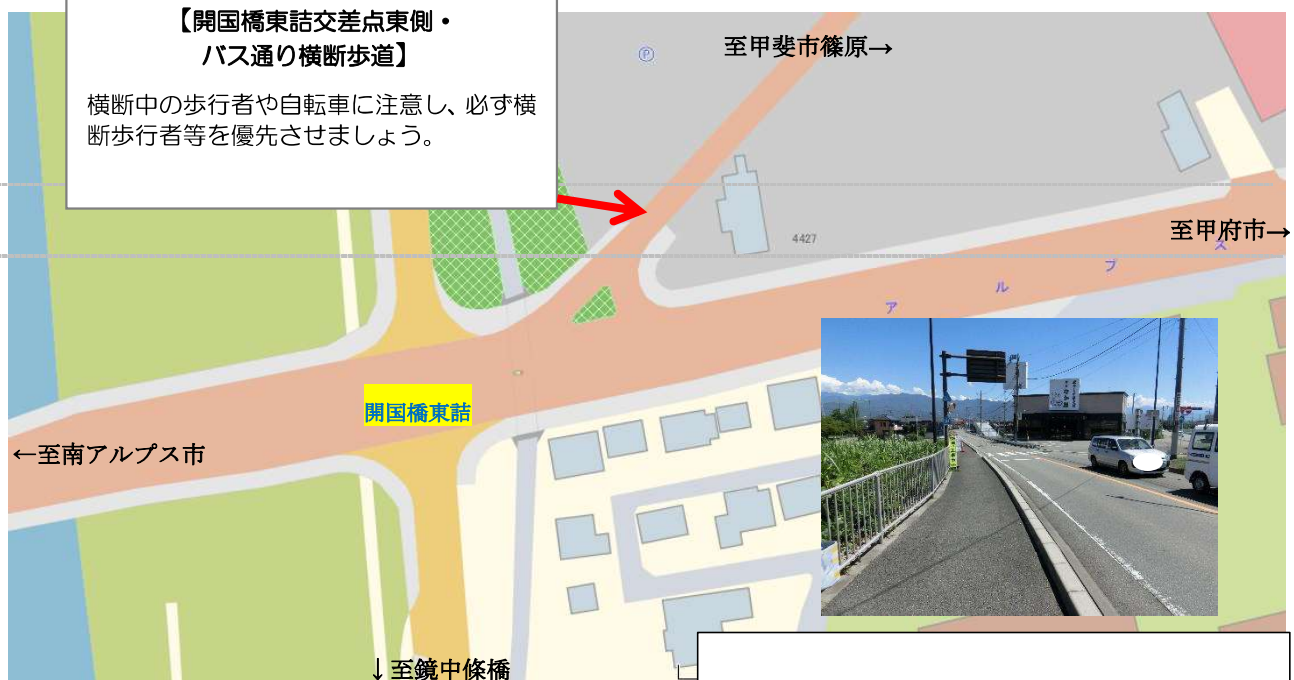 【開国橋東詰交差点東側・
バス通り横断歩道】
横断中の歩行者や自転車に注意し、必ず横
断歩行者等を優先させましょう。
至甲斐市篠原→
Ⓟ
4427
至甲府市→
アルプス
開国橋東詰
←至南アルプス市
↓至鏡中條橋